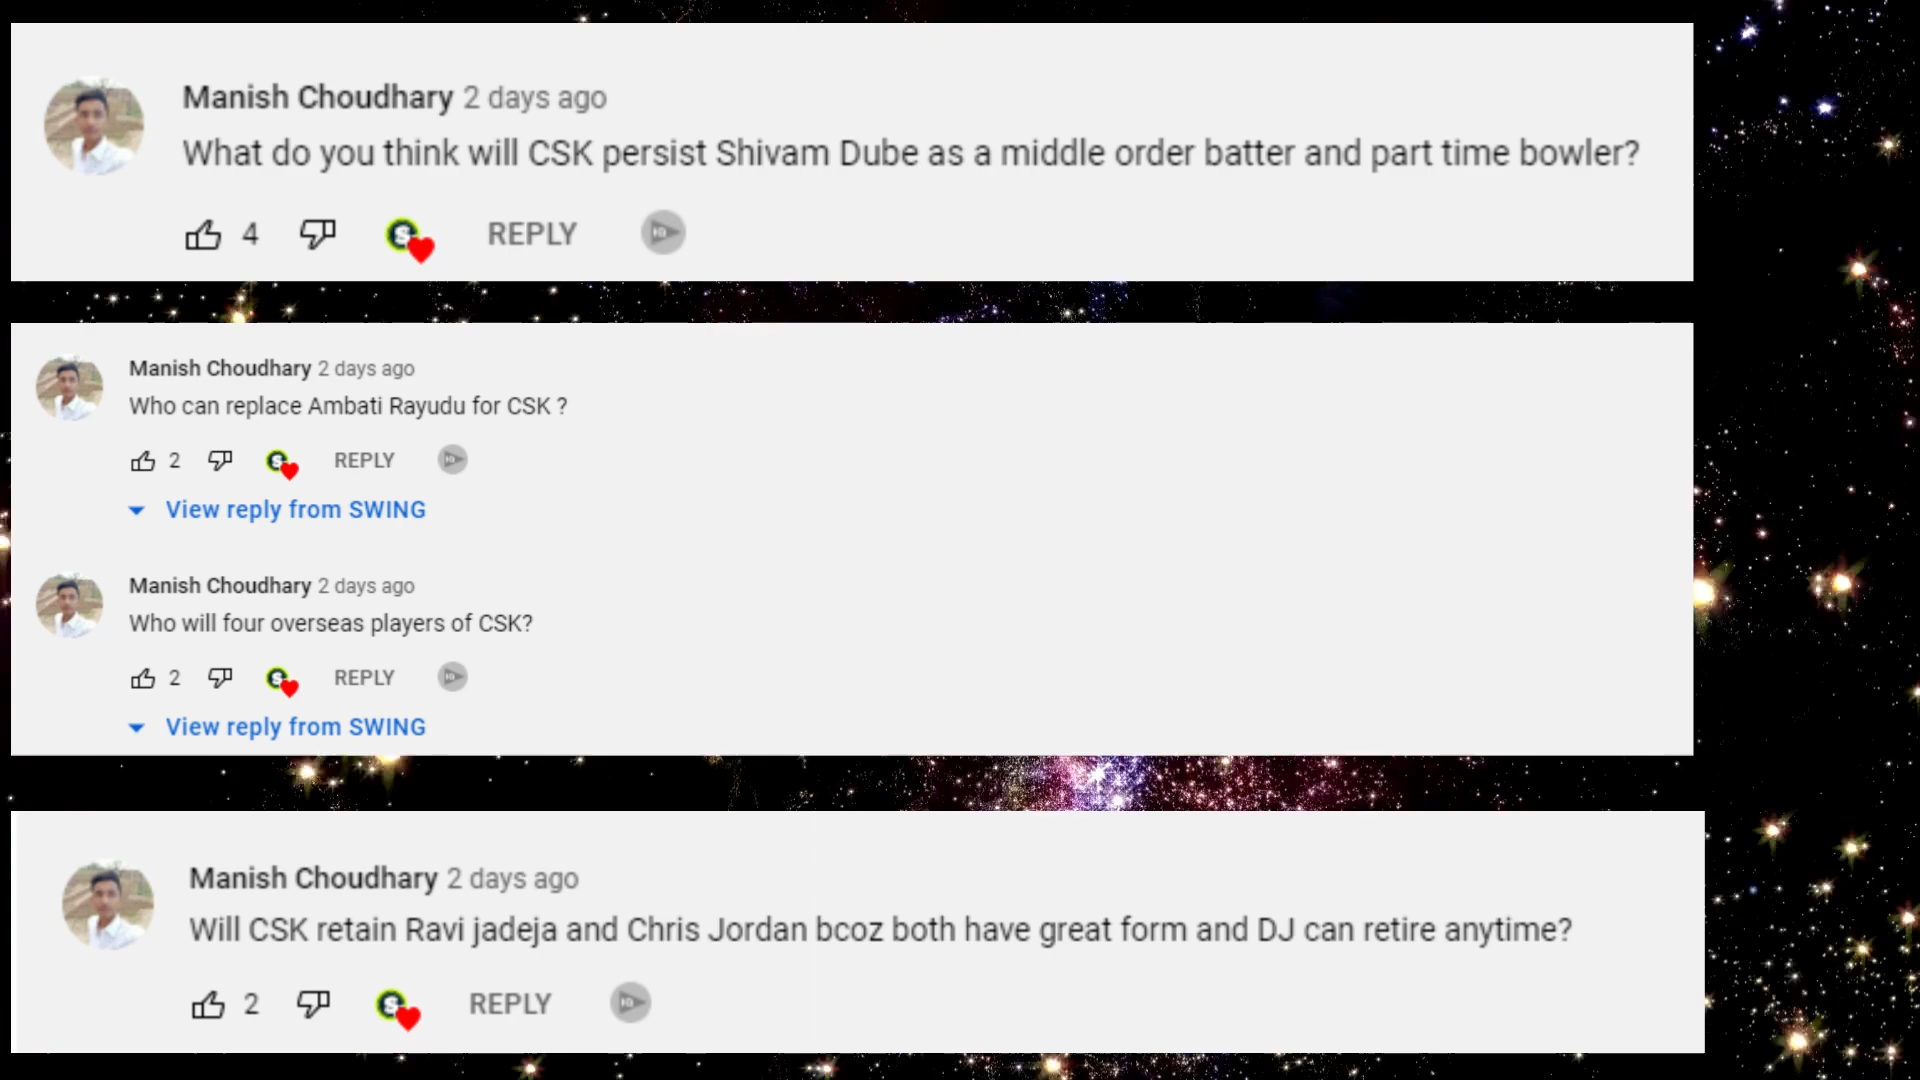 Manish Choudhary 2 days ago
What do you think will CSK persist Shivam Dube as a middle order batter and part time bowler?
4 S REPLY
Manish Choudhary 2 days ago
Who can replace Ambati Rayudu for CSK ?
2 S REPLY
View reply from SWING
Manish Choudhary 2 days ago
Who will four overseas players of CSK?
2 S REPLY
View reply from SWING
Manish Choudhary 2 days ago
Will CSK retain Ravi jadeja and Chris Jordan bcoz both have great form and DJ can retire anytime?
2 S REPLY